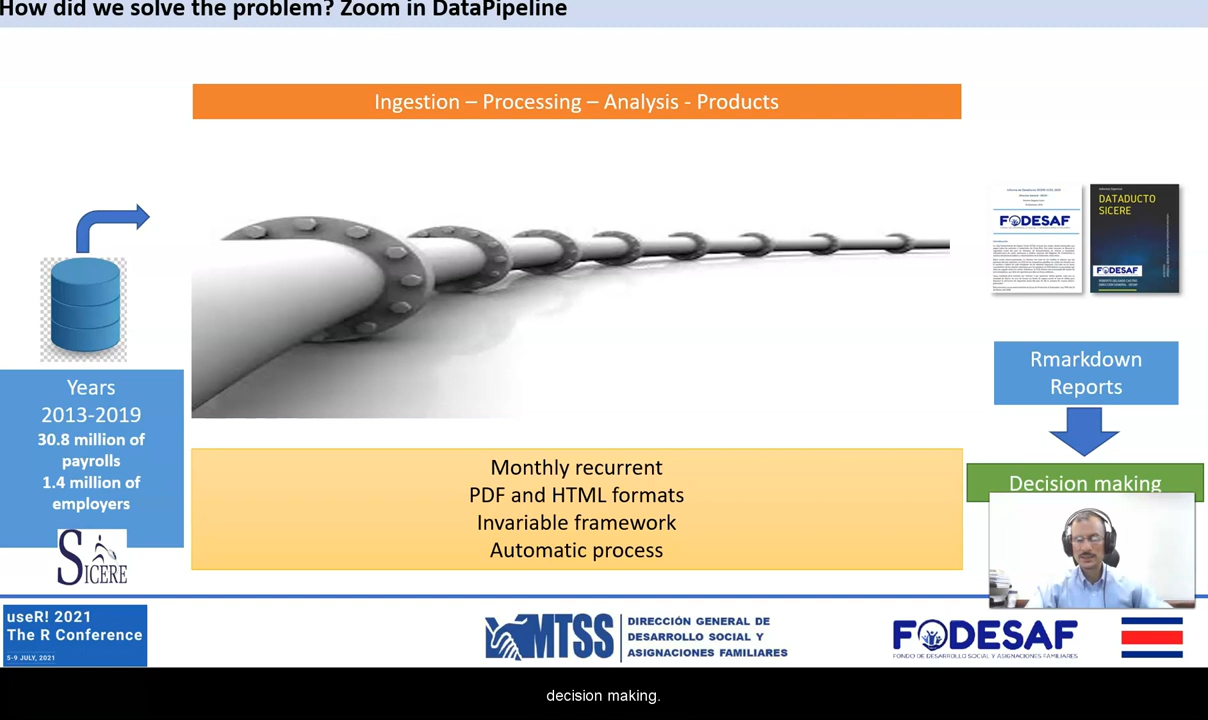 How did we solve the problem? Zoom in DataPipeline
Ingestion – Processing – Analysis - Products
FODESAF
DATADUCTO
SICERE
FODESAF
Rmarkdown
Reports
Years
2013-2019
30.8 million of
payrolls
1.4 million of
employers
SICERE
Monthly recurrent
PDF and HTML formats
Invariable framework
Automatic process
Decision making
useR! 2021
The R Conference
5-9 JULY, 2021
MTSS
DIRECCIÓN GENERAL DE
DESARROLLO SOCIAL Y
ASIGNACIONES FAMILIARES
FODESAF
FONDO DE DESARROLLO SOCIAL Y ASIGNACIONES FAMILIARES
decision making.